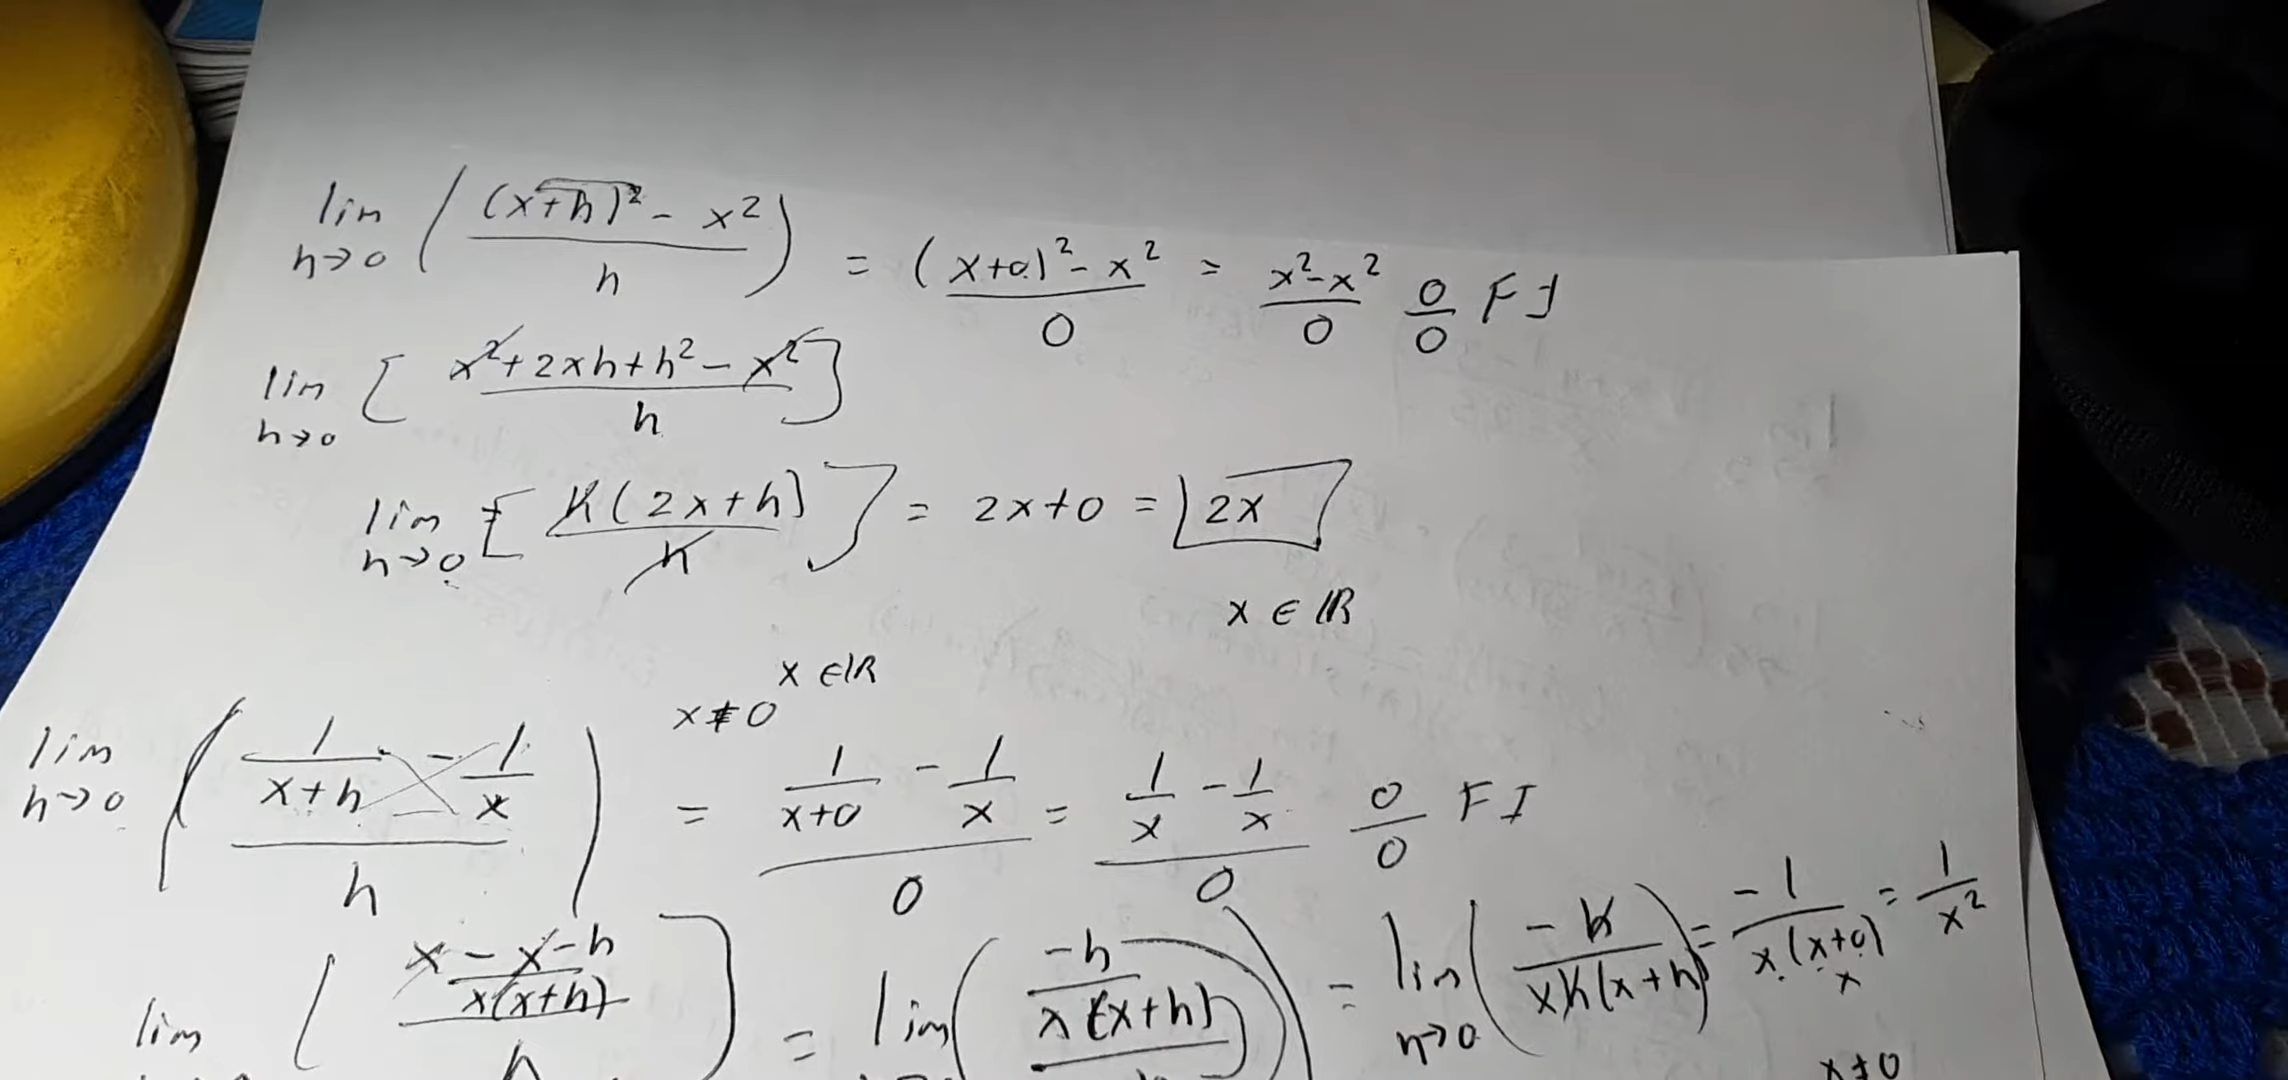 lim h→0 ( ((x+h)² - x²) / h ) = ((x+0)² - x²) / 0 = (x² - x²) / 0 0/0 FI
lim h→0 [ (x² + 2xh + h² - x²) / h ]
lim h→0 [ h(2x+h) / h ] = 2x+0 = 2x
x ∈ ℝ
x ∈ ℝ
x ≠ 0
lim h→0 ( (1/(x+h) - 1/x) / h ) = (1/(x+0) - 1/x) / 0 = (1/x - 1/x) / 0 0/0 FI
lim ( ((x - x - h) / (x(x+h))) / h ) = lim ( (-h / (x(x+h))) ) = lim h→0 ( -h / (xh(x+h)) ) = -1 / (x(x+0)) = 1/x²
x
x ≠ 0